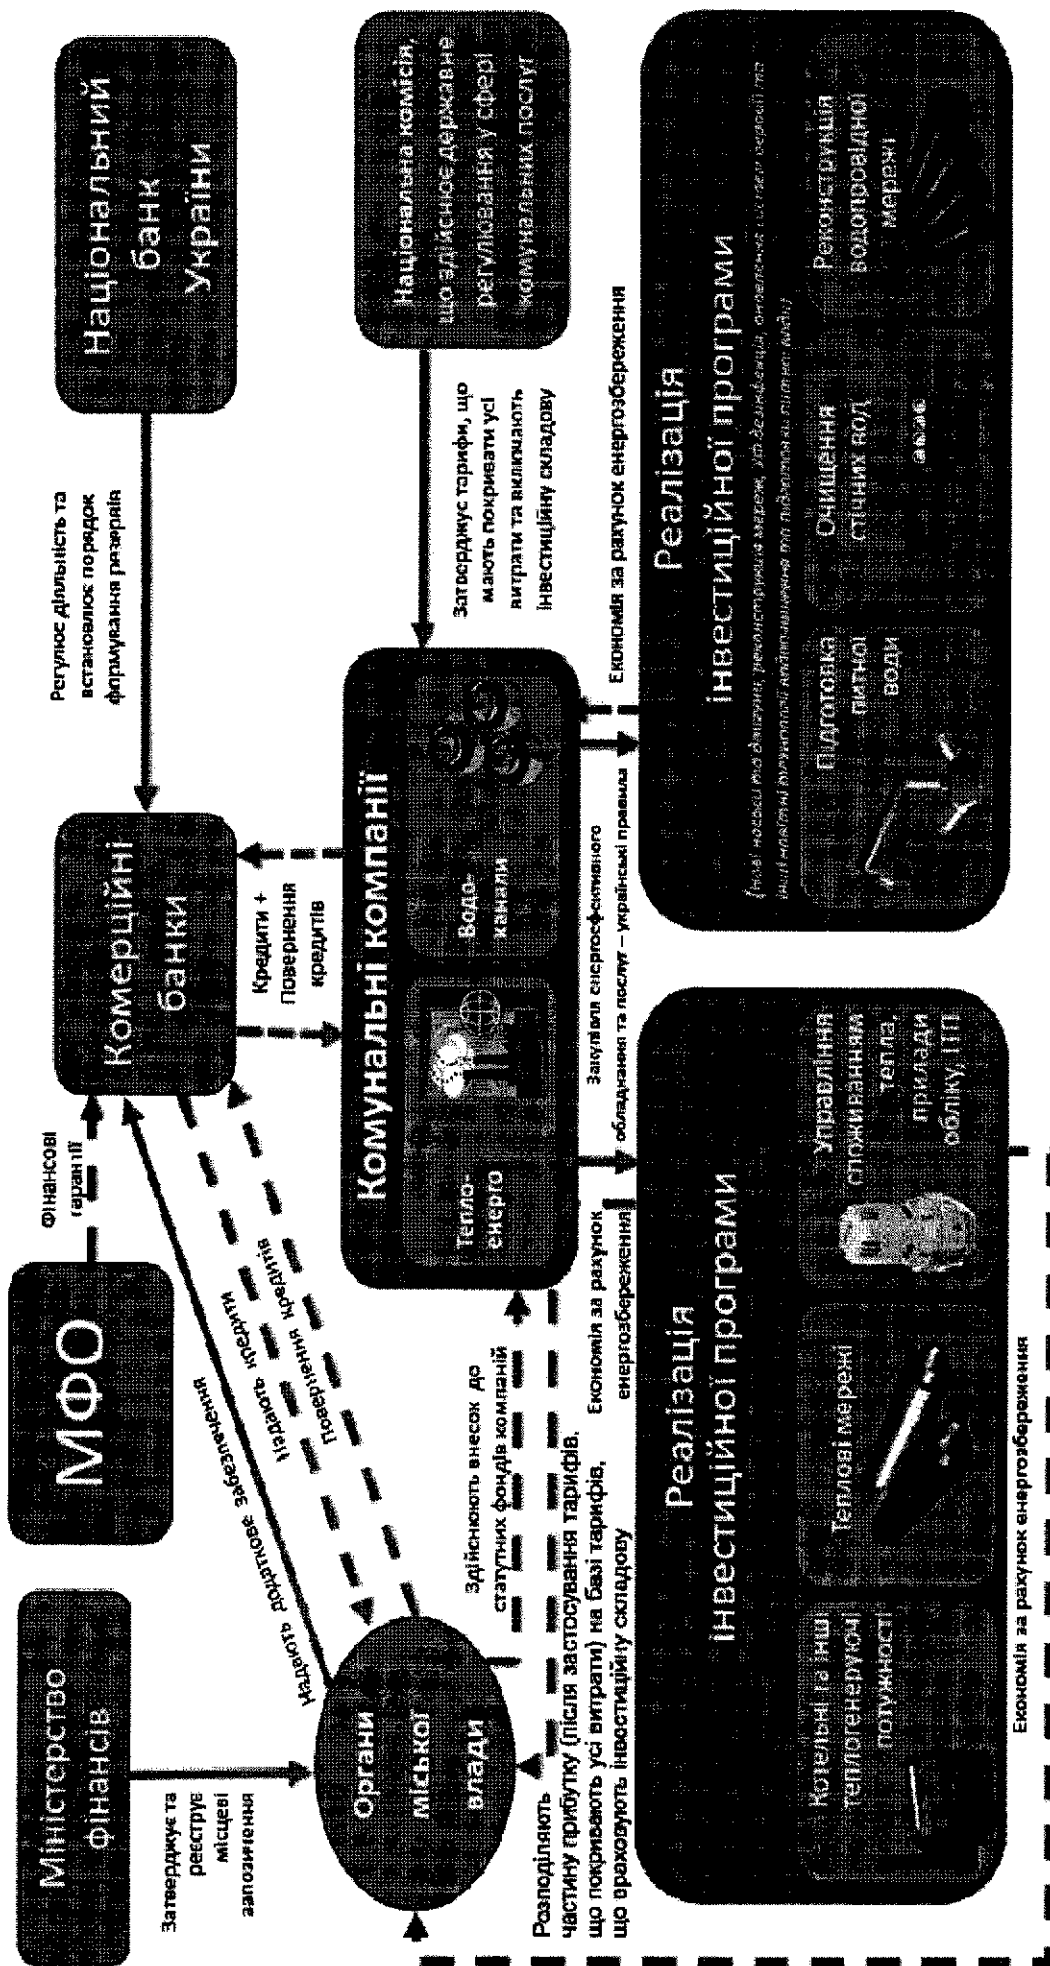 Міністерство
фінансів
МФО
Фінансові
гарантії
Комерційні
банки
Регулює діяльність та
встановлює порядок
формування резервів
Національний
банк
України
Затверджує та
реєструє
місцеві
запозичення
Надають додаткове забезпечення
Надають кредити
Повернення кредитів
Кредити +
Повернення
кредитів
Органи
міської
влади
Здійснюють внесок до
статутних фондів компаній
Комунальні компанії
Тепло-
енерго
Водо-
канали
Затверджує тарифи, що
мають покривати усі
витрати та включають
інвестиційну складову
Національна комісія,
що здійснює державне
регулювання у сфері
комунальних послуг
Розподіляють
частину прибутку (після застосування тарифів,
що покривають усі витрати) на базі тарифів,
що враховують інвестиційну складову
Економія за рахунок
енергозбереження
Закупівля енергоефективного
обладнання та послуг – українські правила
Економія за рахунок енергозбереження
Реалізація
інвестиційної програми
Котельні та інші
теплогенеруючі
потужності
Теплові мережі
Управління
споживанням
тепла,
прилади
обліку, ІТП
Реалізація
інвестиційної програми
Підготовка
питної
води
Очищення
стічних вод
Реконструкція
водопровідної
мережі
Економія за рахунок енергозбереження